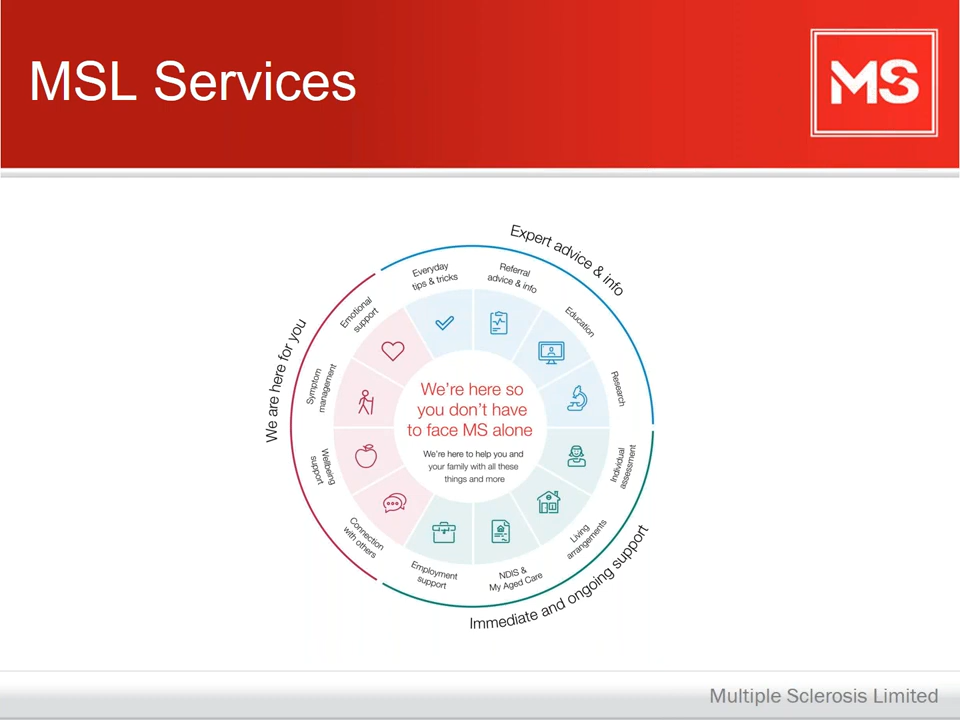 MSL Services
MS
Expert advice & info
Everyday
tips & tricks
Referral
advice & info
Education
Research
Individual
assessment
Living
arrangements
Immediate and ongoing support
NDIS &
My Aged Care
Employment
support
We are here for you
Connection
with others
Wellbeing
support
Symptom
management
Emotional
support
We're here so
you don't have
to face MS alone
We're here to help you and
your family with all these
things and more
Multiple Sclerosis Limited